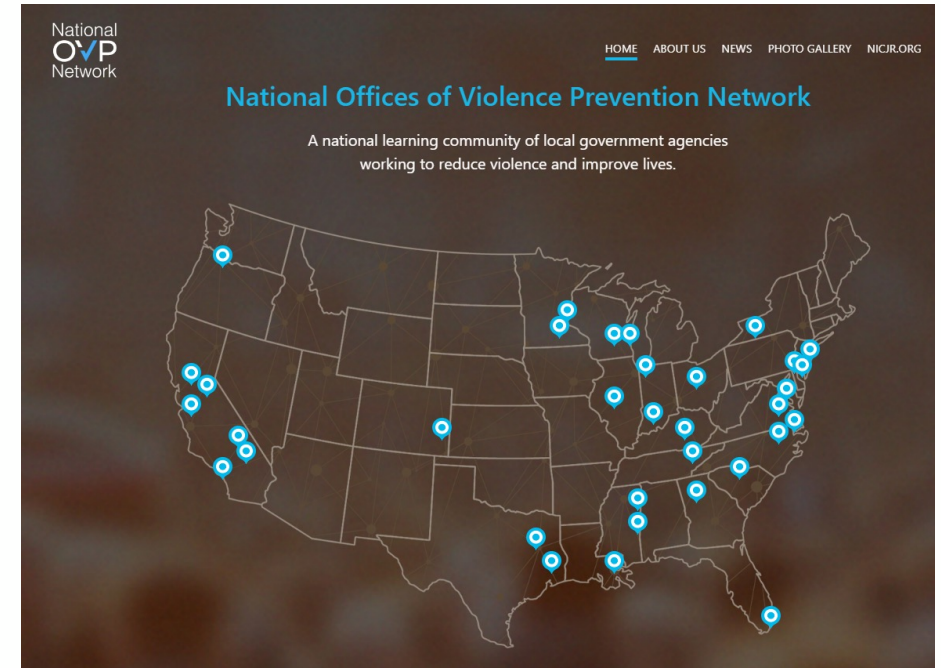 National
OVP
Network
HOME ABOUT US NEWS PHOTO GALLERY NICJR.ORG
National Offices of Violence Prevention Network
A national learning community of local government agencies
working to reduce violence and improve lives.